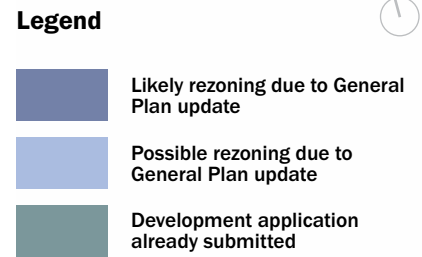 Legend
Likely rezoning due to General
Plan update
Possible rezoning due to
General Plan update
Development application
already submitted